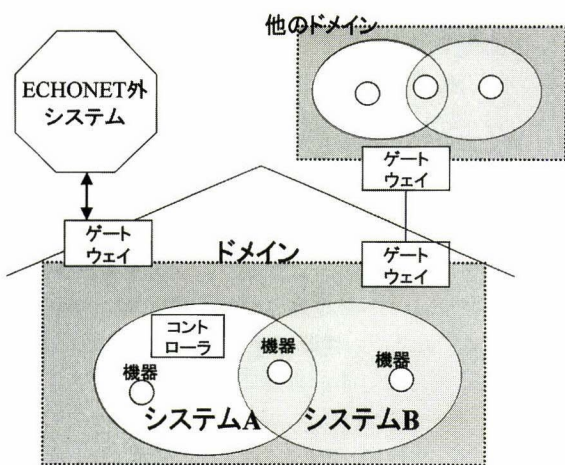 他のドメイン
ECHONET外
システム
ゲート
ウェイ
ゲート
ウェイ
ドメイン
ゲート
ウェイ
コント
ローラ
機器
機器
機器
システムA
システムB